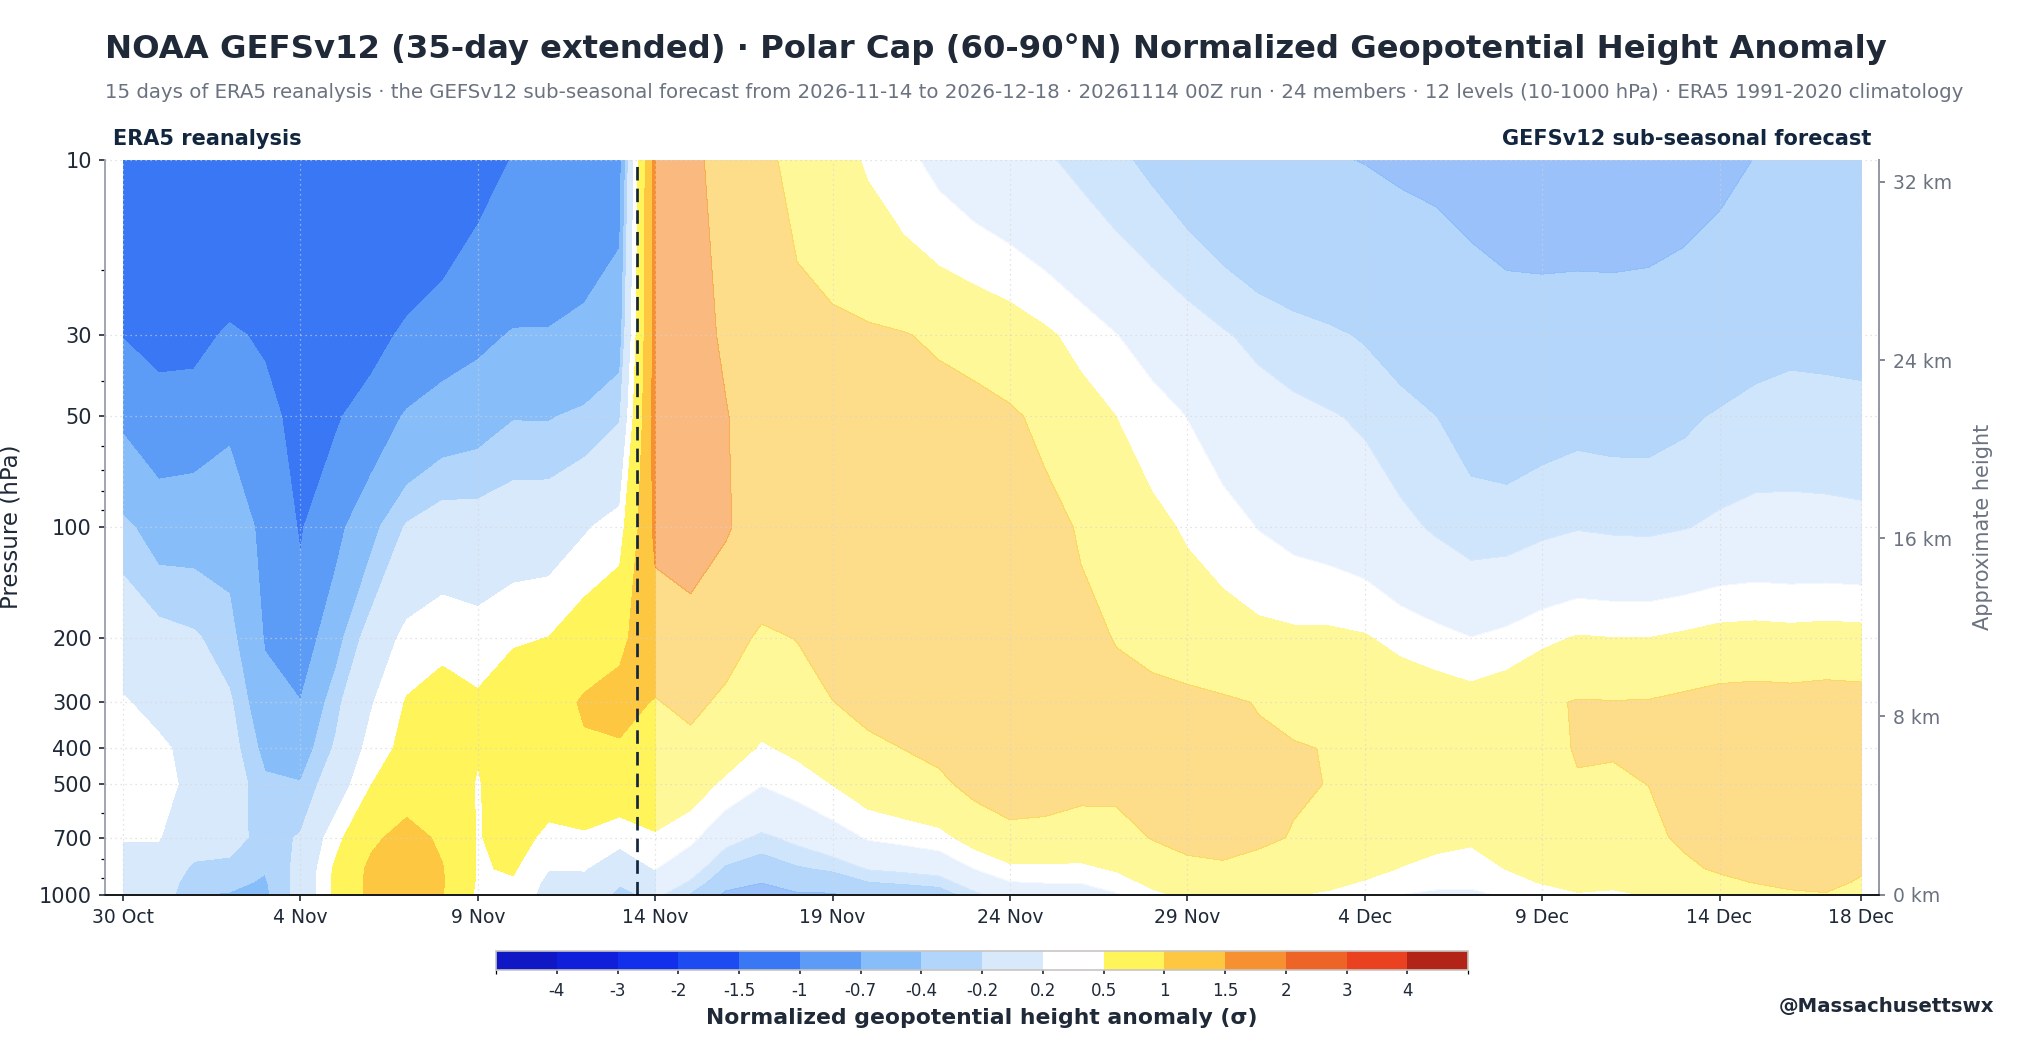 NOAA GEFSv12 (35-day extended) · Polar Cap (60-90°N) Normalized Geopotential Height Anomaly
15 days of ERA5 reanalysis · the GEFSv12 sub-seasonal forecast from 2026-11-14 to 2026-12-18 · 20261114 00Z run · 24 members · 12 levels (10-1000 hPa) · ERA5 1991-2020 climatology
ERA5 reanalysis
GEFSv12 sub-seasonal forecast
Pressure (hPa)
10
30
50
100
200
300
400
500
700
1000
32 km
24 km
16 km
8 km
0 km
Approximate height
30 Oct 4 Nov 9 Nov 14 Nov 19 Nov 24 Nov 29 Nov 4 Dec 9 Dec 14 Dec 18 Dec
-4 -3 -2 -1.5 -1 -0.7 -0.4 -0.2 0.2 0.5 1 1.5 2 3 4
Normalized geopotential height anomaly (σ)
@Massachusettswx